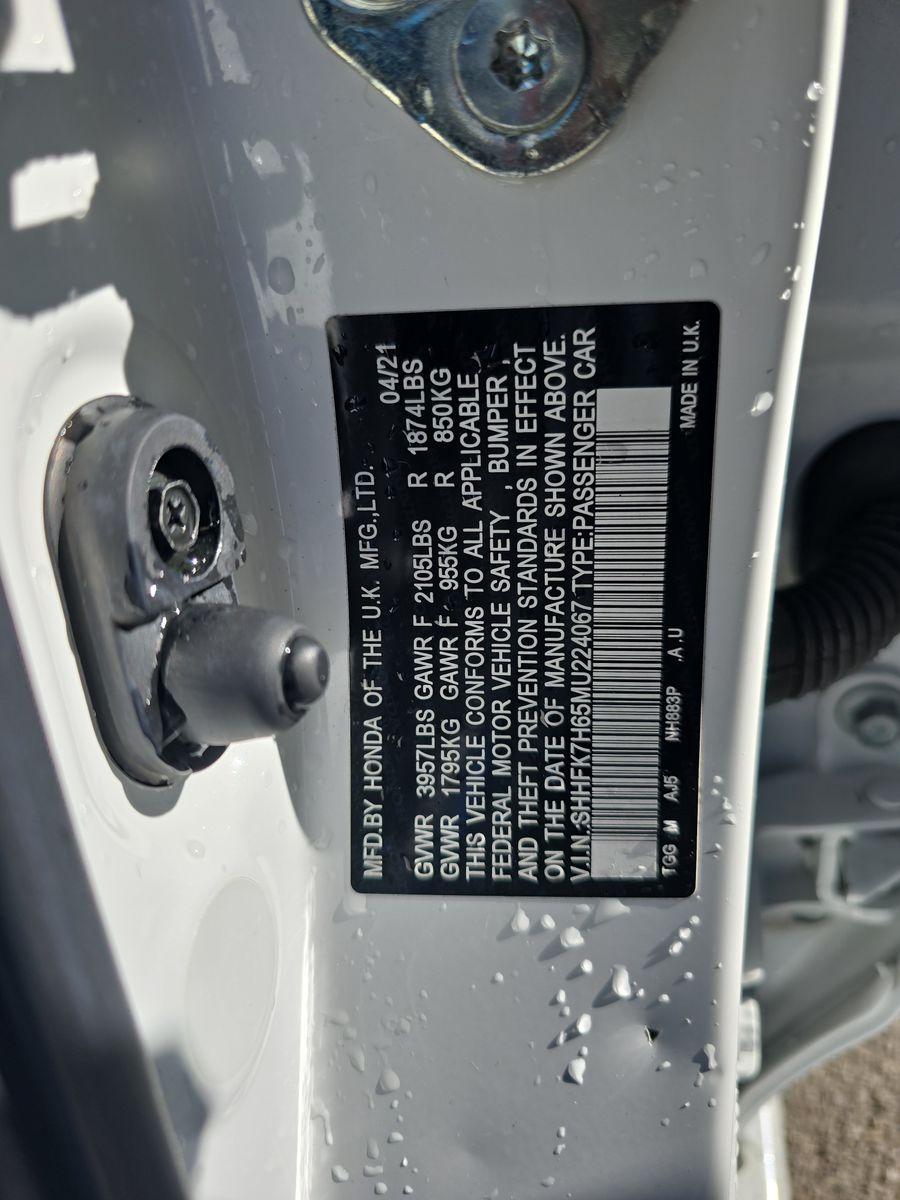 MFD.BY HONDA OF THE U.K. MFG.,LTD. 04/21
GVWR 3957LBS GAWR F 2105LBS R 1874LBS
GVWR 1795KG GAWR F 955KG R 850KG
THIS VEHICLE CONFORMS TO ALL APPLICABLE
FEDERAL MOTOR VEHICLE SAFETY , BUMPER ,
AND THEFT PREVENTION STANDARDS IN EFFECT
ON THE DATE OF MANUFACTURE SHOWN ABOVE.
V.I.N.:SHHFK7H65MU224067 TYPE:PASSENGER CAR
TGG M AJ5 NH883P .A.U MADE IN U.K.